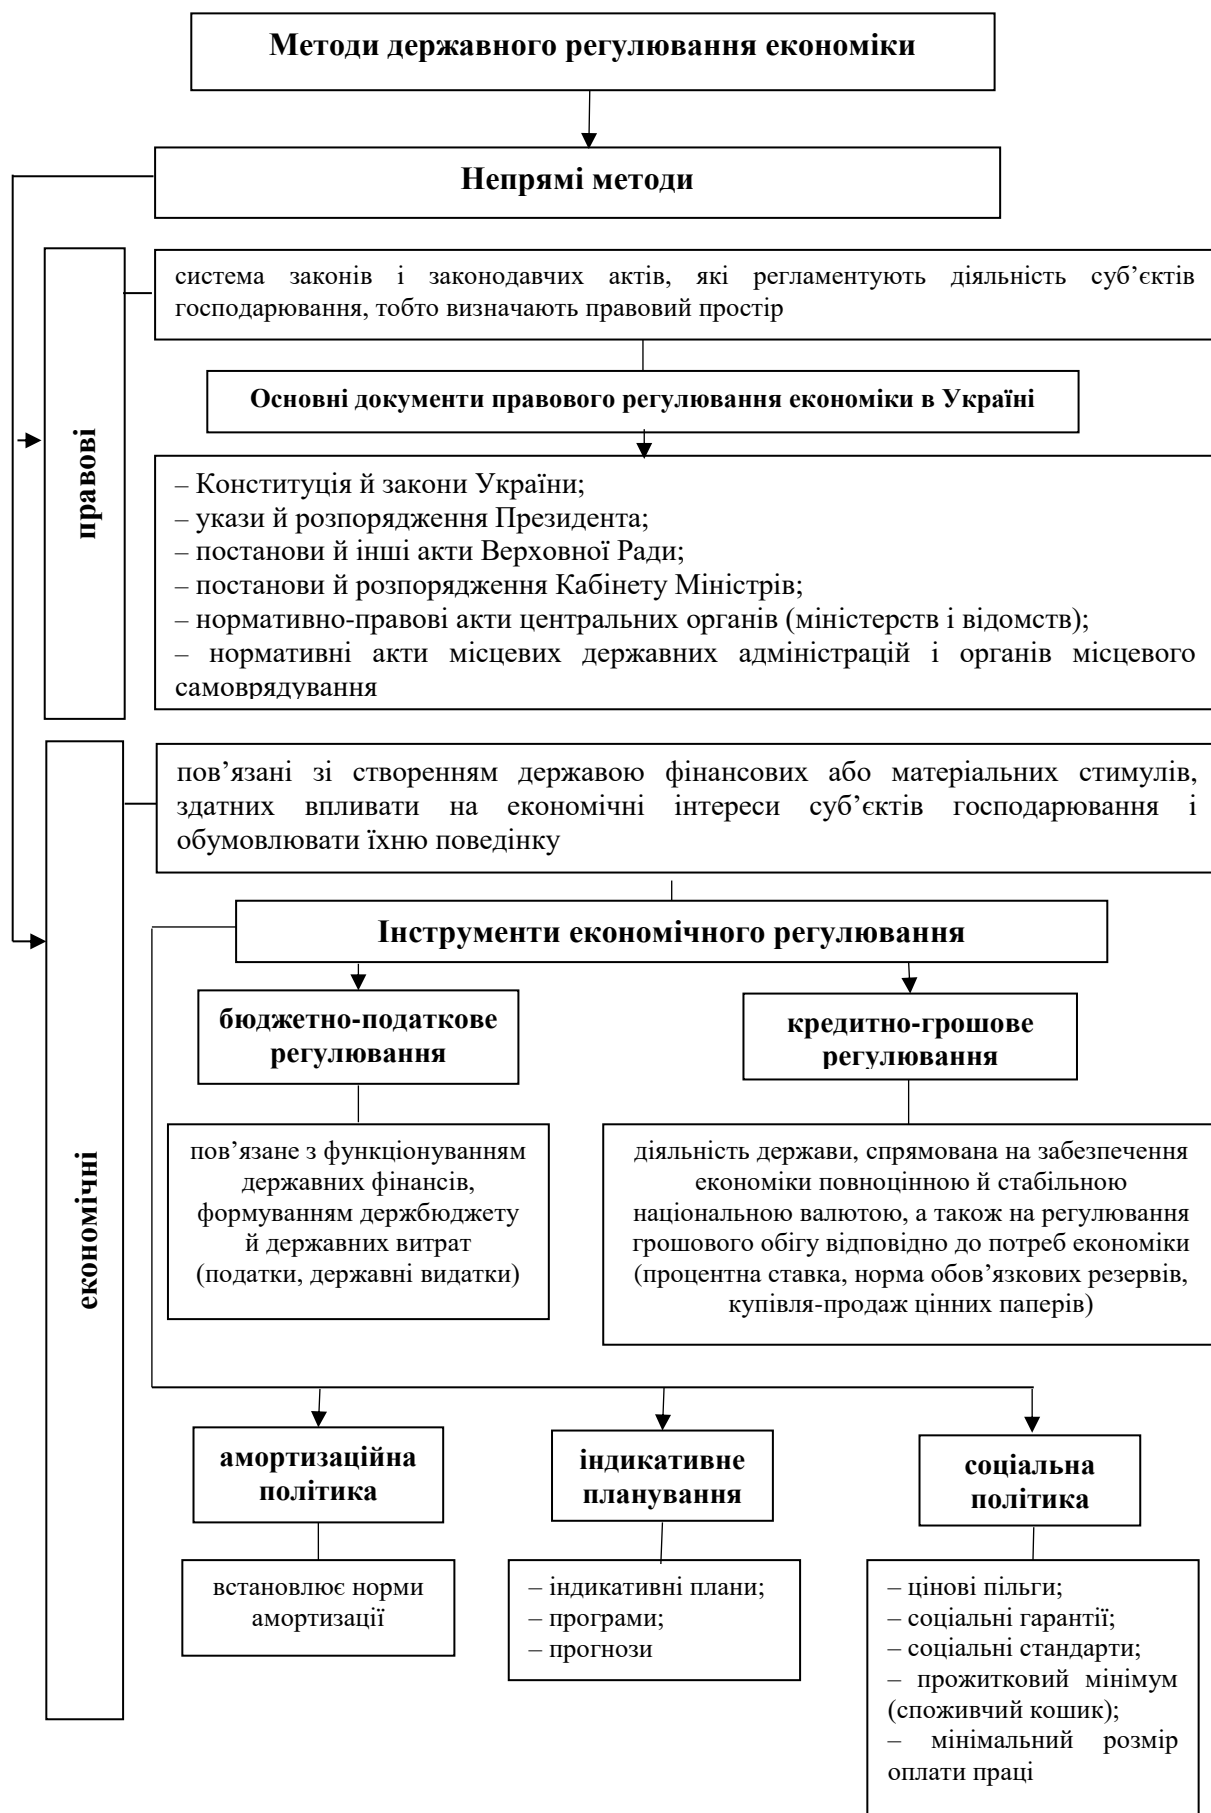 Методи державного регулювання економіки
Непрямі методи
правові
система законів і законодавчих актів, які регламентують діяльність суб’єктів
господарювання, тобто визначають правовий простір
Основні документи правового регулювання економіки в Україні
– Конституція й закони України;
– укази й розпорядження Президента;
– постанови й інші акти Верховної Ради;
– постанови й розпорядження Кабінету Міністрів;
– нормативно-правові акти центральних органів (міністерств і відомств);
– нормативні акти місцевих державних адміністрацій і органів місцевого
самоврядування
економічні
пов’язані зі створенням державою фінансових або матеріальних стимулів,
здатних впливати на економічні інтереси суб’єктів господарювання і
обумовлювати їхню поведінку
Інструменти економічного регулювання
бюджетно-податкове
регулювання
пов’язане з функціонуванням
державних фінансів,
формуванням держбюджету
й державних витрат
(податки, державні видатки)
кредитно-грошове
регулювання
діяльність держави, спрямована на забезпечення
економіки повноцінною й стабільною
національною валютою, а також на регулювання
грошового обігу відповідно до потреб економіки
(процентна ставка, норма обов’язкових резервів,
купівля-продаж цінних паперів)
амортизаційна
політика
встановлює норми
амортизації
індикативне
планування
– індикативні плани;
– програми;
– прогнози
соціальна
політика
– цінові пільги;
– соціальні гарантії;
– соціальні стандарти;
– прожитковий мінімум
(споживчий кошик);
– мінімальний розмір
оплати праці